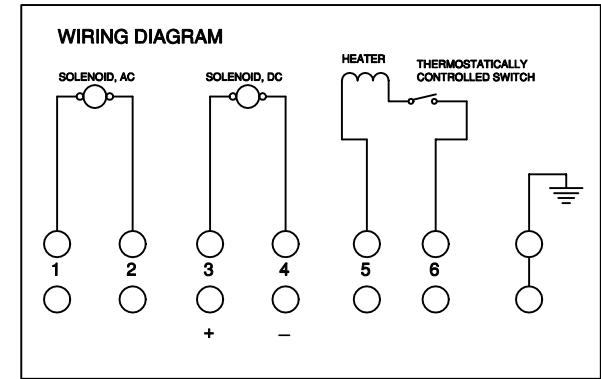 WIRING DIAGRAM
SOLENOID, AC
SOLENOID, DC
HEATER
THERMOSTATICALLY
CONTROLLED SWITCH
1 2 3 4 5 6
+ –